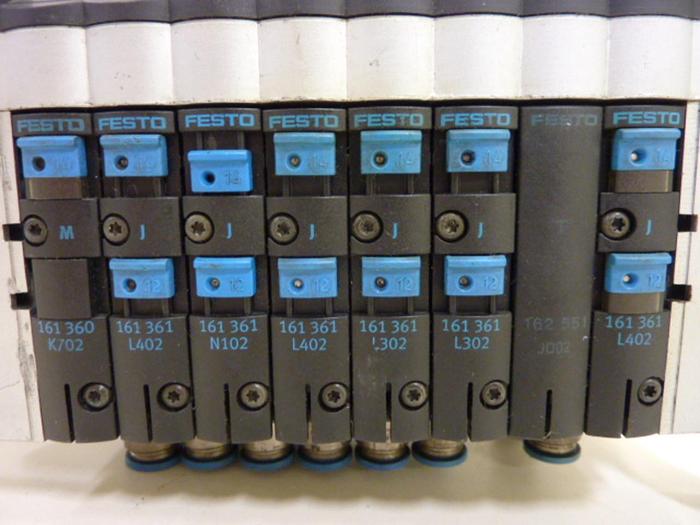 FESTO FESTO FESTO FESTO FESTO FESTO FESTO FESTO
14 14 14 14 14 14 14
M J J J J J J
12 12 12 12 12 12
161 360 161 361 161 361 161 361 161 361 161 361 162 551 161 361
K702 L402 N102 L402 L302 L302 J002 L402